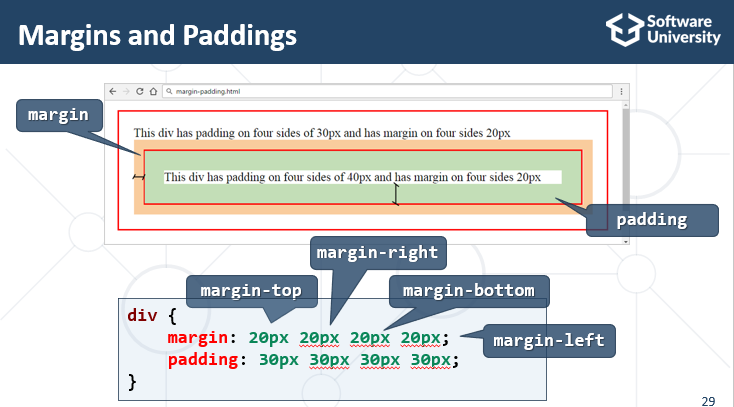 Margins and Paddings
Software
University
margin-padding.html
margin
This div has padding on four sides of 30px and has margin on four sides 20px
This div has padding on four sides of 40px and has margin on four sides 20px
padding
margin-right
margin-top
margin-bottom
div {
margin: 20px 20px 20px 20px;
margin-left
padding: 30px 30px 30px 30px;
}
29